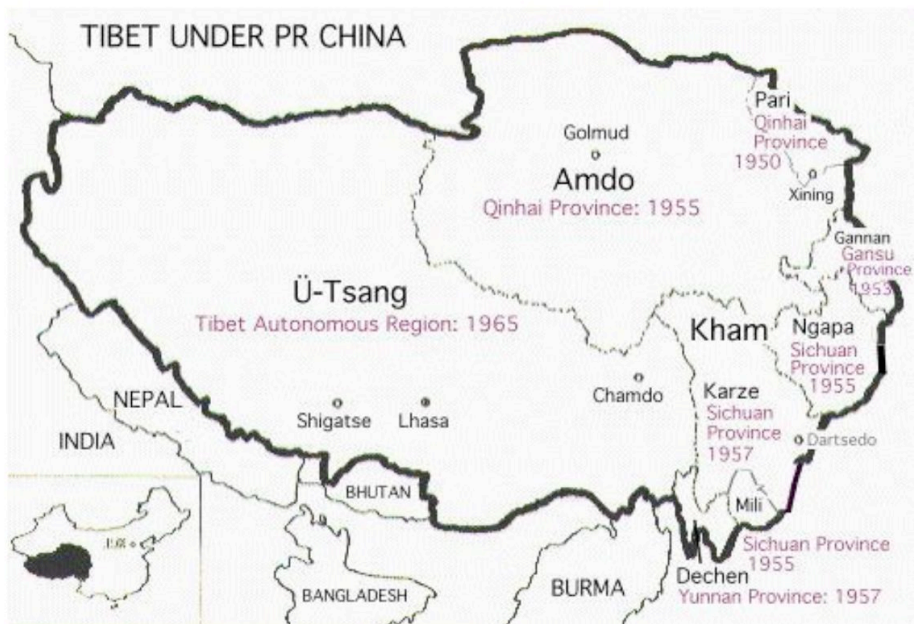 TIBET UNDER PR CHINA
Pari
Qinhai
Province
1950
Golmud
Xining
Amdo
Qinghai Province: 1955
Gannan
Gansu
Province
1953
Ü-Tsang
Tibet Autonomous Region: 1965
Kham
Ngapa
Sichuan
Province
1955
Chamdo
Karze
Sichuan
Province
1957
Shigatse
Lhasa
NEPAL
INDIA
Dartsedo
BHUTAN
Mili
Sichuan Province
1955
Dechen
Yunnan Province: 1957
BANGLADESH
BURMA